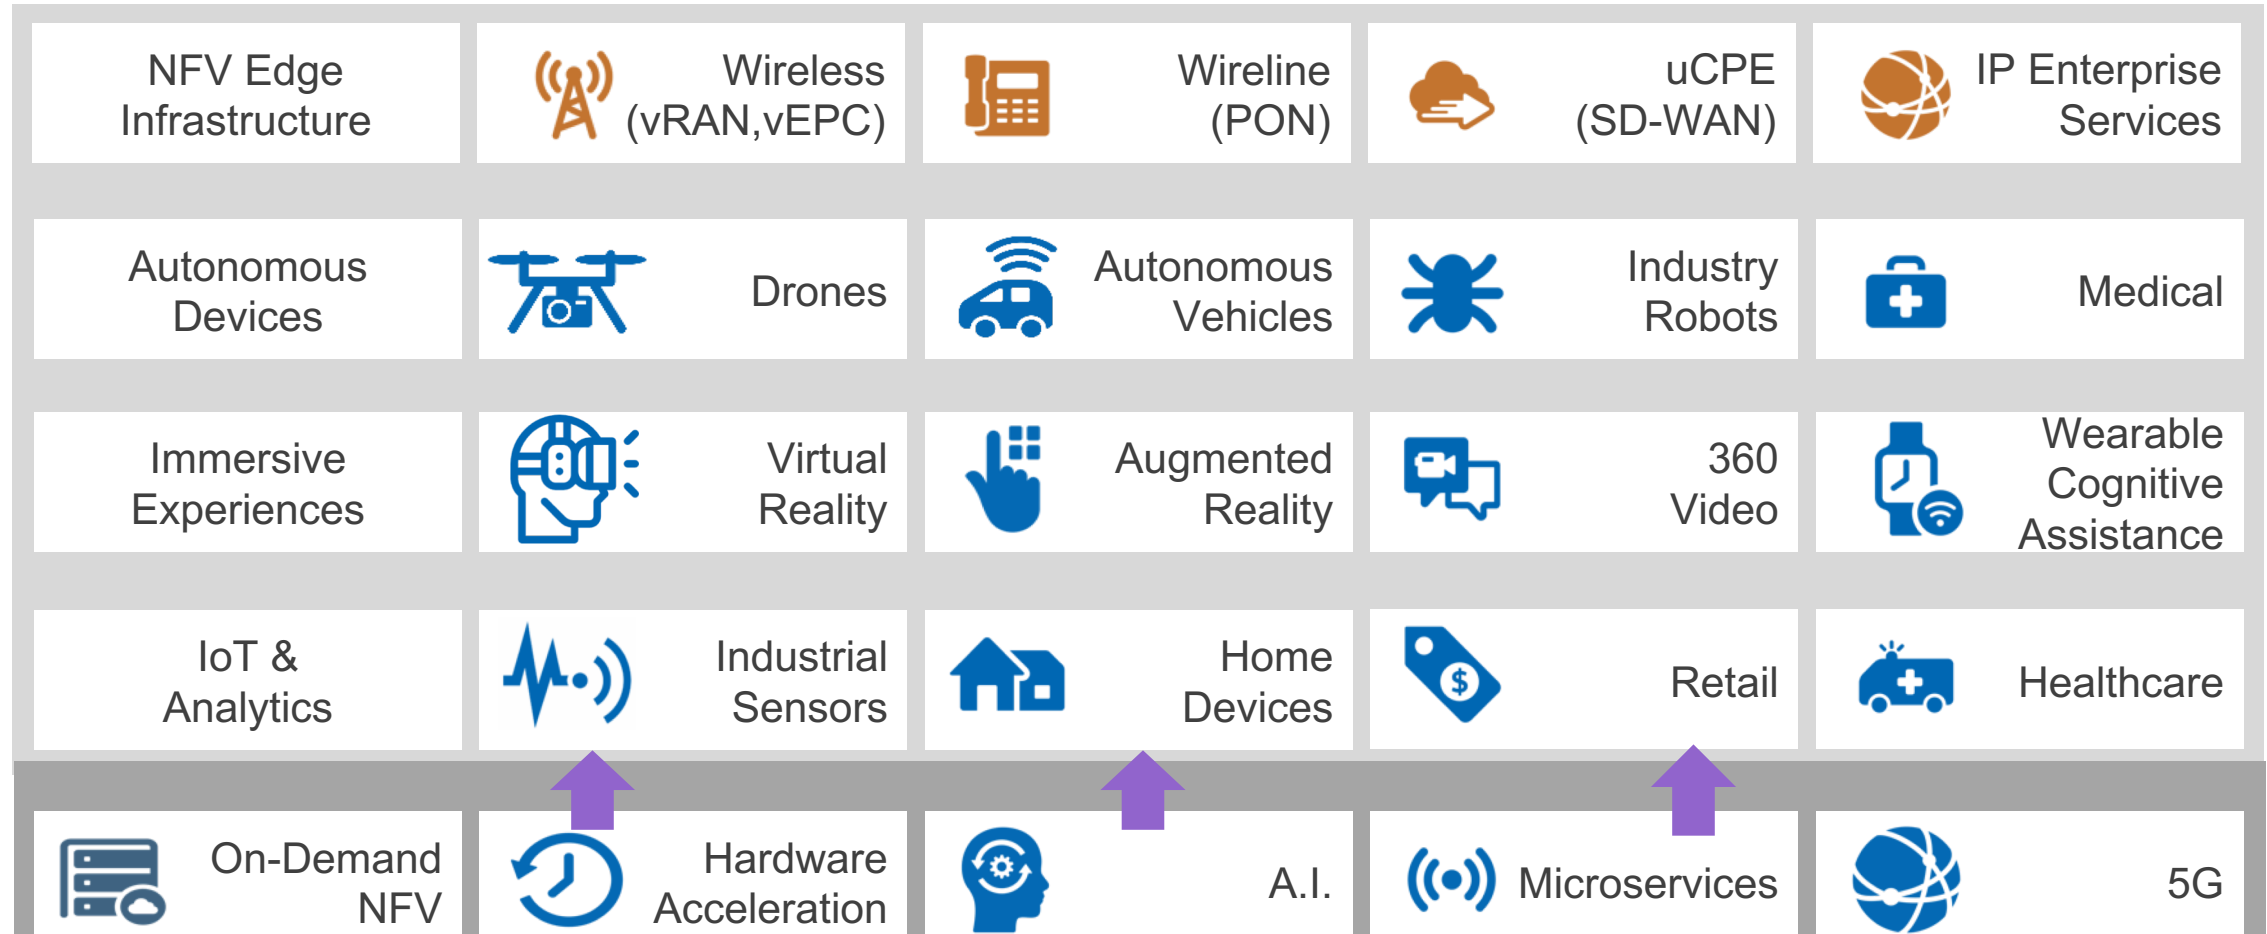 NFV Edge
Infrastructure
Wireless
(vRAN,vEPC)
Wireline
(PON)
uCPE
(SD-WAN)
IP Enterprise
Services
Autonomous
Devices
Drones
Autonomous
Vehicles
Industry
Robots
Medical
Immersive
Experiences
Virtual
Reality
Augmented
Reality
360
Video
Wearable
Cognitive
Assistance
IoT &
Analytics
Industrial
Sensors
Home
Devices
$
Retail
Healthcare
On-Demand
NFV
Hardware
Acceleration
A.I.
Microservices
5G